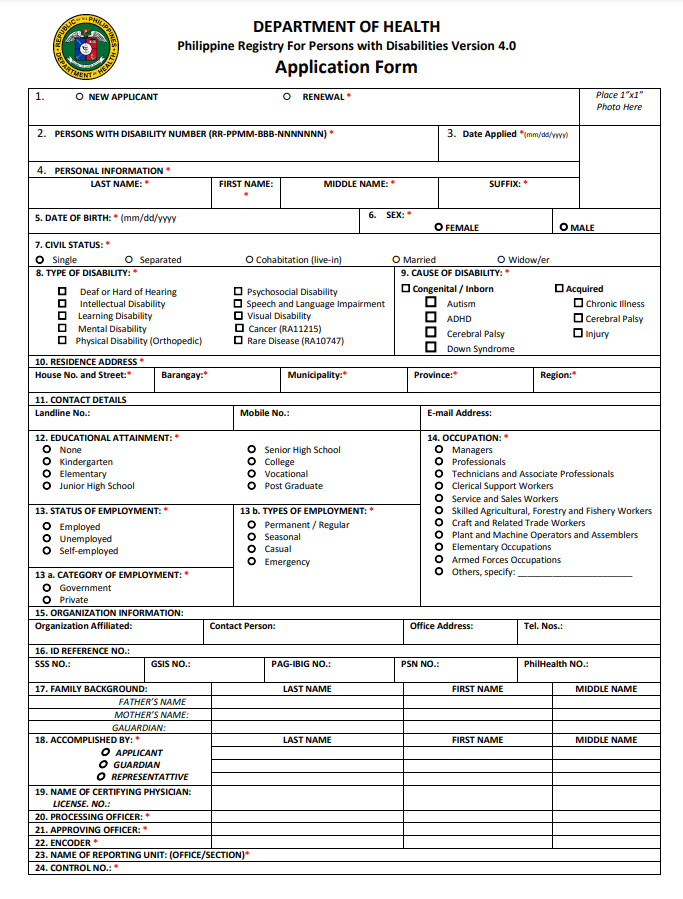 REPUBLIC OF THE PHILIPPINES
DEPARTMENT OF HEALTH
DEPARTMENT OF HEALTH
Philippine Registry For Persons with Disabilities Version 4.0
Application Form
1. NEW APPLICANT RENEWAL *
Place 1"x1"
Photo Here
2. PERSONS WITH DISABILITY NUMBER (RR-PPMM-BBB-NNNNNNN) * 3. Date Applied *(mm/dd/yyyy)
4. PERSONAL INFORMATION *
LAST NAME: * FIRST NAME: * MIDDLE NAME: * SUFFIX: *
5. DATE OF BIRTH: * (mm/dd/yyyy 6. SEX: * FEMALE MALE
7. CIVIL STATUS: *
Single Separated Cohabitation (live-in) Married Widow/er
8. TYPE OF DISABILITY: *
Deaf or Hard of Hearing Psychosocial Disability
Intellectual Disability Speech and Language Impairment
Learning Disability Visual Disability
Mental Disability Cancer (RA11215)
Physical Disability (Orthopedic) Rare Disease (RA10747)
9. CAUSE OF DISABILITY: *
Congenital / Inborn Acquired
Autism Chronic Illness
ADHD Cerebral Palsy
Cerebral Palsy Injury
Down Syndrome
10. RESIDENCE ADDRESS *
House No. and Street:* Barangay:* Municipality:* Province:* Region:*
11. CONTACT DETAILS
Landline No.: Mobile No.: E-mail Address:
12. EDUCATIONAL ATTAINMENT: *
None Senior High School
Kindergarten College
Elementary Vocational
Junior High School Post Graduate
14. OCCUPATION: *
Managers
Professionals
Technicians and Associate Professionals
Clerical Support Workers
Service and Sales Workers
Skilled Agricultural, Forestry and Fishery Workers
Craft and Related Trade Workers
Plant and Machine Operators and Assemblers
Elementary Occupations
Armed Forces Occupations
Others, specify: ______________________
13. STATUS OF EMPLOYMENT: *
Employed
Unemployed
Self-employed
13 b. TYPES OF EMPLOYMENT: *
Permanent / Regular
Seasonal
Casual
Emergency
13 a. CATEGORY OF EMPLOYMENT: *
Government
Private
15. ORGANIZATION INFORMATION:
Organization Affiliated: Contact Person: Office Address: Tel. Nos.:
16. ID REFERENCE NO.:
SSS NO.: GSIS NO.: PAG-IBIG NO.: PSN NO.: PhilHealth NO.:
17. FAMILY BACKGROUND: LAST NAME FIRST NAME MIDDLE NAME
FATHER'S NAME
MOTHER'S NAME:
GAUARDIAN:
18. ACCOMPLISHED BY: * LAST NAME FIRST NAME MIDDLE NAME
APPLICANT
GUARDIAN
REPRESENTATTIVE
19. NAME OF CERTIFYING PHYSICIAN:
LICENSE. NO.:
20. PROCESSING OFFICER: *
21. APPROVING OFFICER: *
22. ENCODER *
23. NAME OF REPORTING UNIT: (OFFICE/SECTION)*
24. CONTROL NO.: *